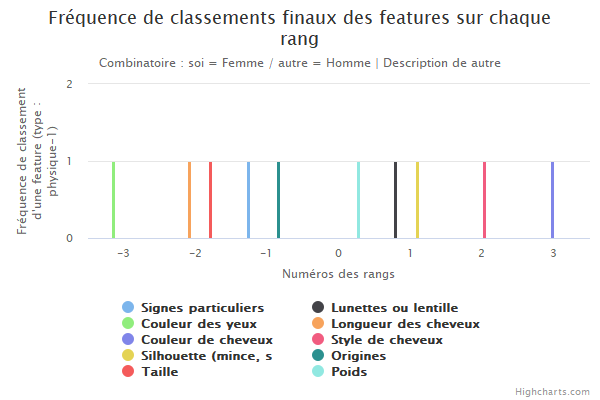 Fréquence de classements finaux des features sur chaque
rang
Combinatoire : soi = Femme / autre = Homme | Description de autre
Fréquence de classement
d'une feature (type :
physique-1)
2
1
0
-3
-2
-1
0
1
2
3
Numéros des rangs
Signes particuliers
Lunettes ou lentille
Couleur des yeux
Longueur des cheveux
Couleur de cheveux
Style de cheveux
Silhouette (mince, s
Origines
Taille
Poids
Highcharts.com